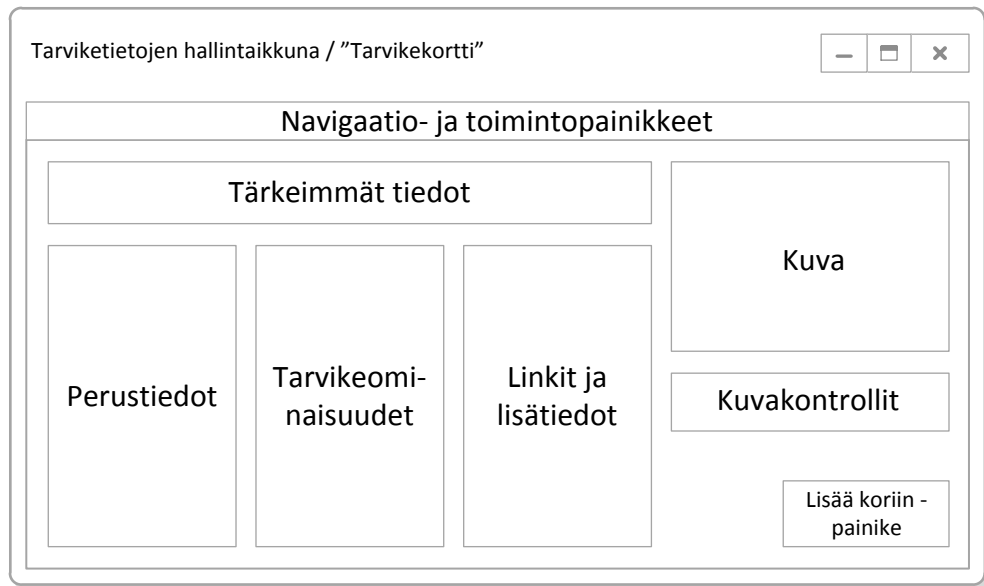 Tarviketietojen hallintaikkuna / ”Tarvikekortti”
Navigaatio- ja toimintopainikkeet
Tärkeimmät tiedot
Kuva
Perustiedot
Tarvikeomi-
naisuudet
Linkit ja
lisätiedot
Kuvakontrollit
Lisää koriin -
painike